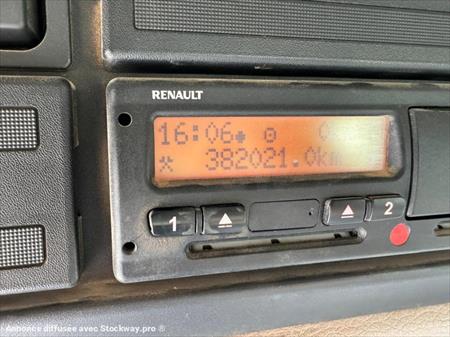 RENAULT
16:06
382021.0km
1 2
Annonce diffusée avec Stockway.pro ®